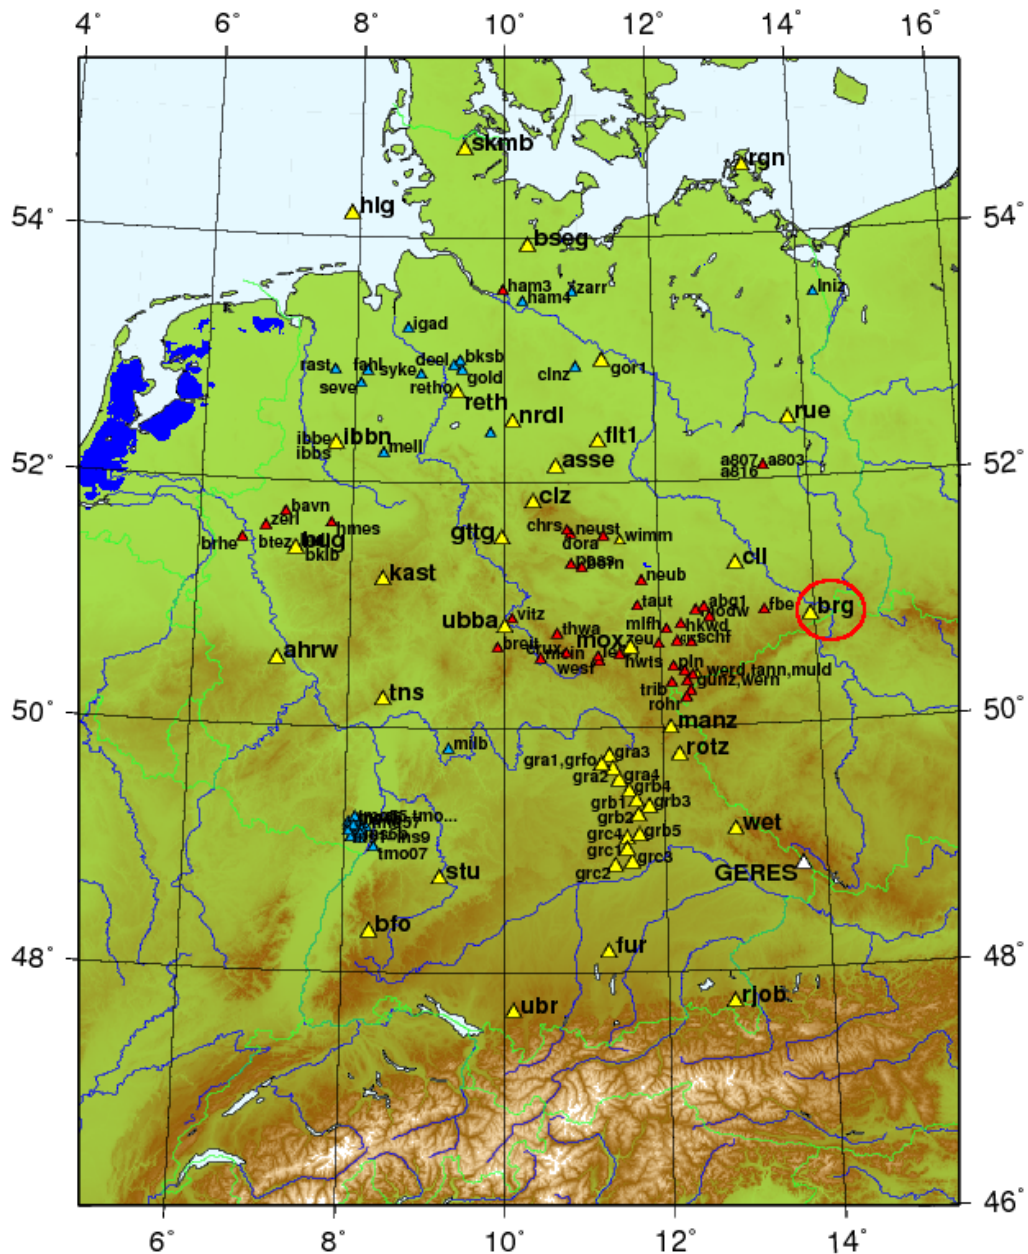 4° 6° 8° 10° 12° 14° 16°
skmb
rgn
hlg
54° 54°
bseg
ham3
zarr
lniz
ham4
igad
deel bksb
rast fahl syke
gold
clnz
gor1
seve
retho
reth
rue
nrdl
ibbe ibbn
flt1
ibbs
mell
asse
a807 a803
52° 52°
a816
clz
bavn
zerl
hmes
chrs neust
brhe
btez
gttg
dora
wimm
bklb
cll
kast
neub
taut
abg1
fbe
brg
vitz
ubba
thwa
mlfh
hkwd
mox
zeu
schf
ahrw
wesf
hwts
pln
werd,tann,muld
gunz,wern
trib
tns
rohr
50° 50°
manz
milb
rotz
gra3
gra1,grfo
gra2
gra4
grb4
grb1
grb3
grb2
wet
grc4
grb5
tmo07
grc1
grc3
GERES
stu
grc2
bfo
fur
48° 48°
rjob
ubr
46°
6° 8° 10° 12° 14°